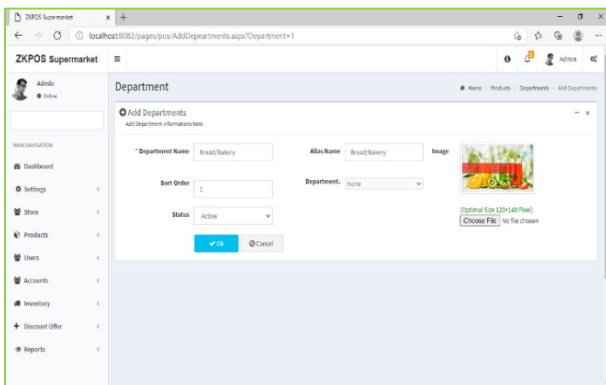 ZKPOS Supermarket
localhost:8082/pages/pos/AddDepeartments.aspx?Department=1
ZKPOS Supermarket
Admin
Admin
Online
Department
Home Products Departments Add Departments
Add Departments
Add Department informations here.
* Department Name Bread/Bakery Alias Name Bread/Bakery Image
Sort Order 1 Department. None
Status Active
[Optimal Size 120×140 Pixel]
Choose File No file chosen
Ok Cancel
MAIN NAVIGATION
Dashboard
Settings
Store
Products
Users
Accounts
Inventory
Discount Offer
Reports